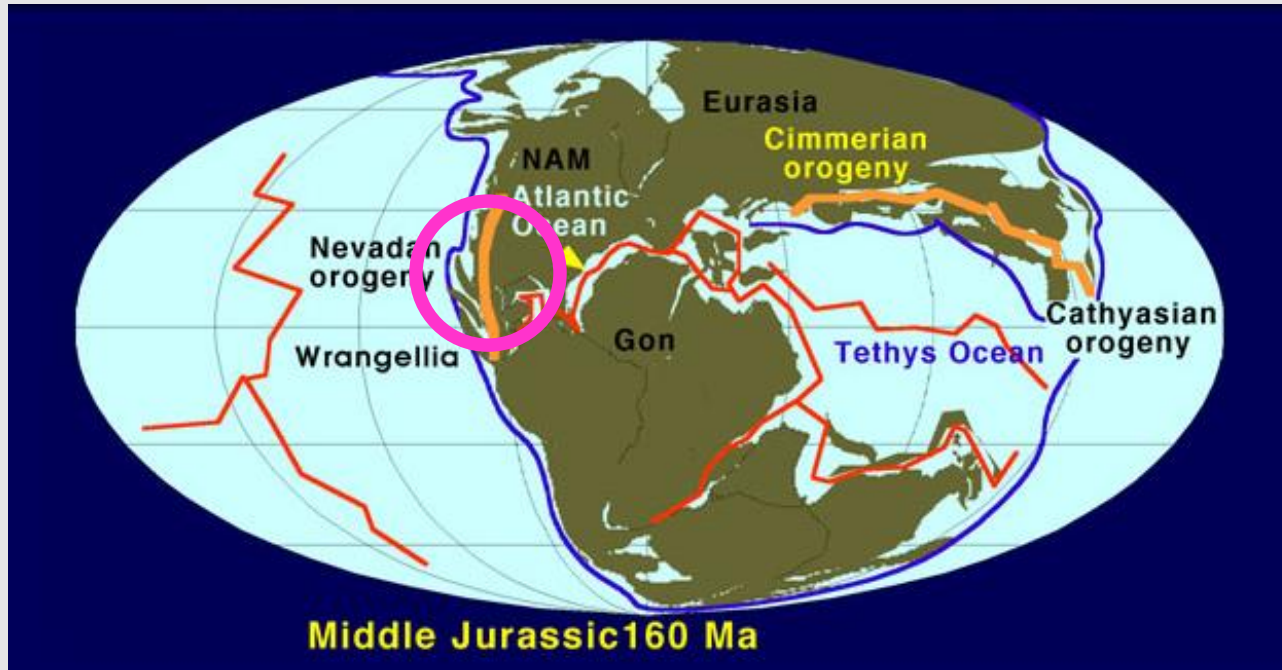 Eurasia
Cimmerian
orogeny
NAM
Atlantic
Ocean
Nevadan
orogeny
Wrangellia
Gon
Tethys Ocean
Cathyasian
orogeny
Middle Jurassic160 Ma